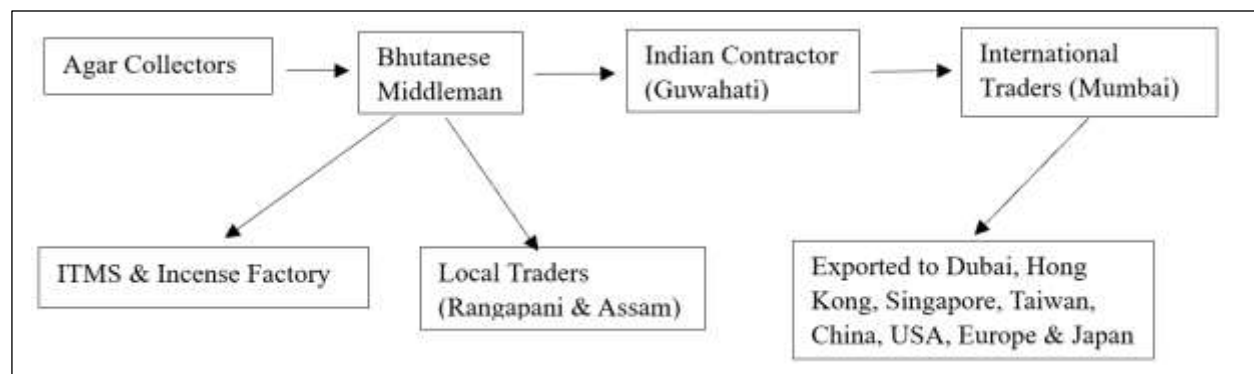 Agar Collectors
Bhutanese
Middleman
Indian Contractor
(Guwahati)
International
Traders (Mumbai)
ITMS & Incense Factory
Local Traders
(Rangapani & Assam)
Exported to Dubai, Hong
Kong, Singapore, Taiwan,
China, USA, Europe & Japan